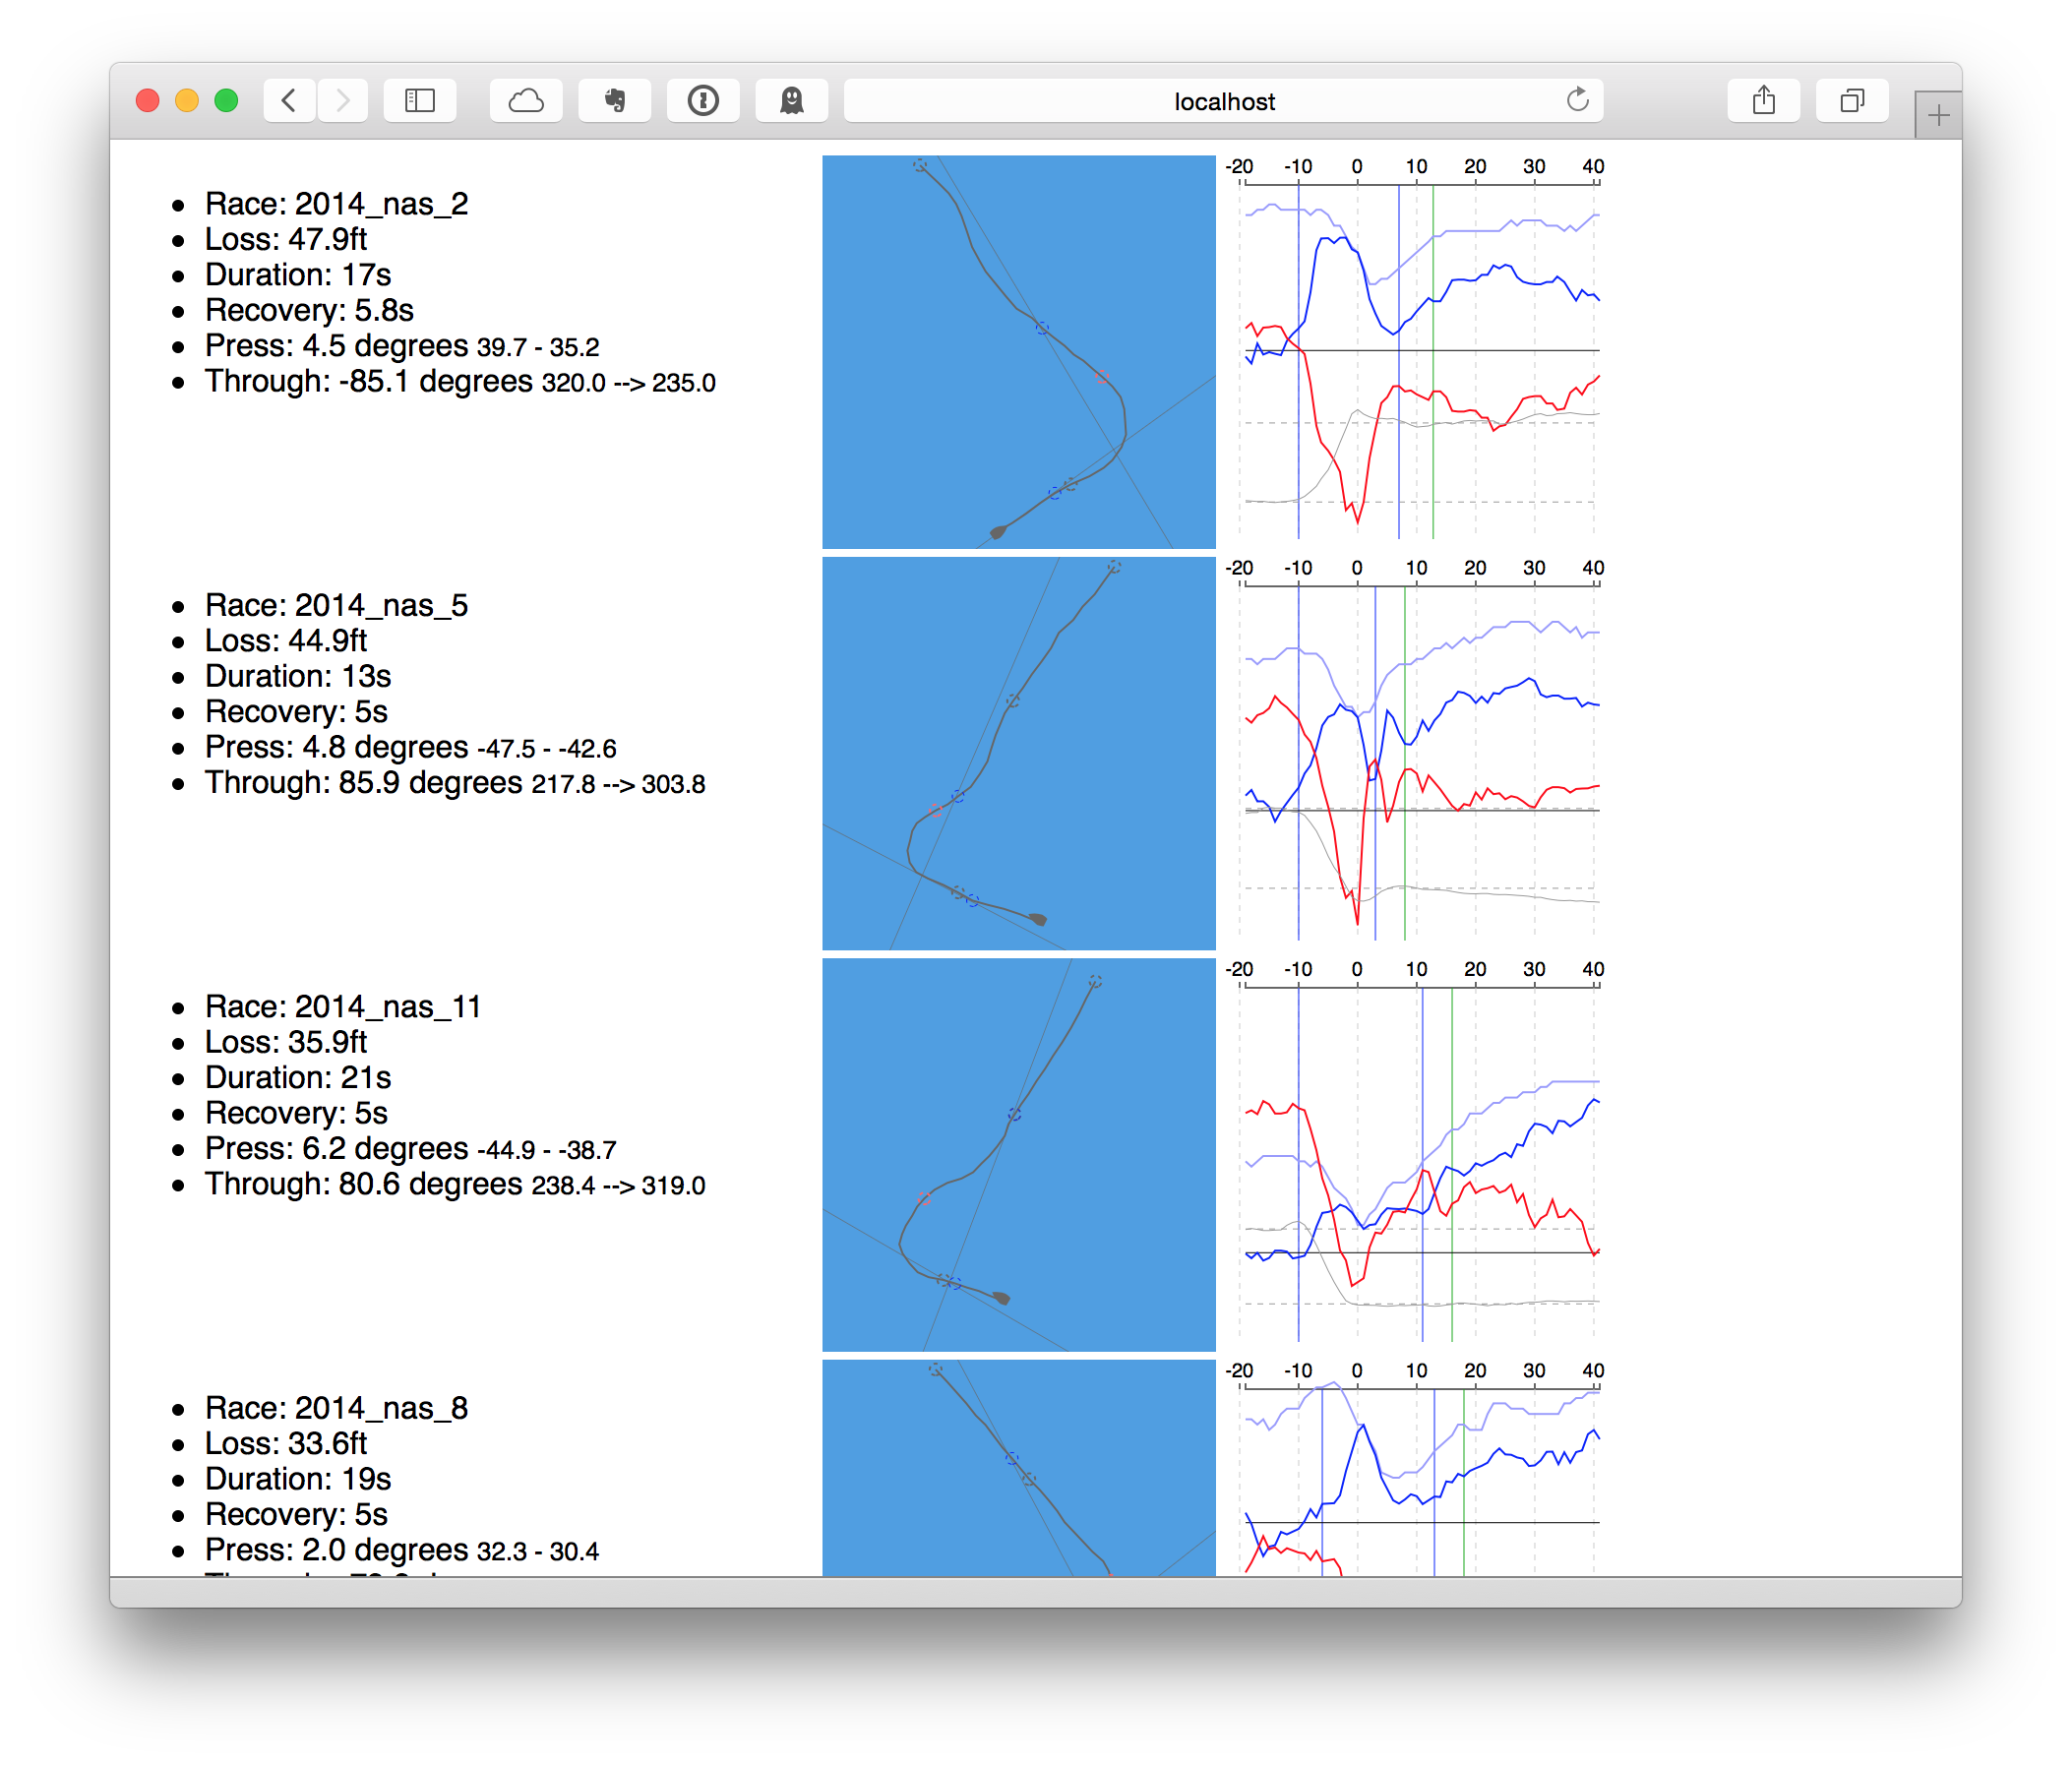 localhost
Race: 2014_nas_2
Loss: 47.9ft
Duration: 17s
Recovery: 5.8s
Press: 4.5 degrees 39.7 - 35.2
Through: -85.1 degrees 320.0 --> 235.0
-20 -10 0 10 20 30 40
Race: 2014_nas_5
Loss: 44.9ft
Duration: 13s
Recovery: 5s
Press: 4.8 degrees -47.5 - -42.6
Through: 85.9 degrees 217.8 --> 303.8
-20 -10 0 10 20 30 40
Race: 2014_nas_11
Loss: 35.9ft
Duration: 21s
Recovery: 5s
Press: 6.2 degrees -44.9 - -38.7
Through: 80.6 degrees 238.4 --> 319.0
-20 -10 0 10 20 30 40
Race: 2014_nas_8
Loss: 33.6ft
Duration: 19s
Recovery: 5s
Press: 2.0 degrees 32.3 - 30.4
-20 -10 0 10 20 30 40